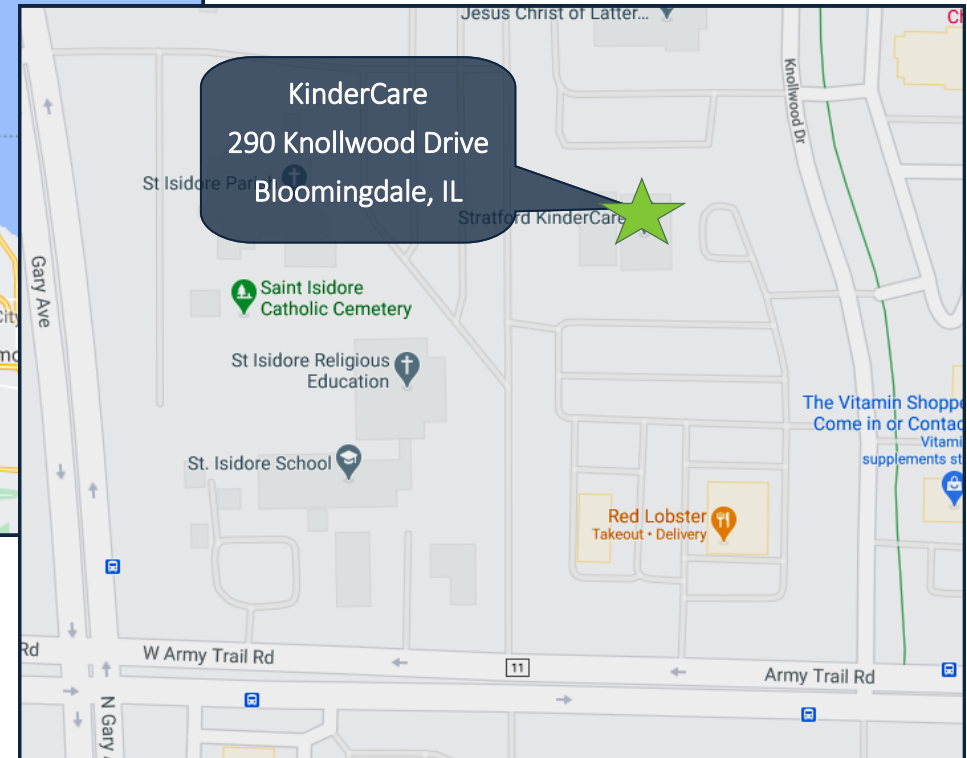 Jesus Christ of Latter...
KinderCare
290 Knollwood Drive
Bloomingdale, IL
Knollwood Dr
Stratford KinderCare
Gary Ave
Saint Isidore
Catholic Cemetery
St Isidore Religious
Education
St. Isidore School
The Vitamin Shoppe
Come in or Contac
Vitami
supplements st
Red Lobster
Takeout • Delivery
Rd
W Army Trail Rd
11
Army Trail Rd
N Gary
St Isidore